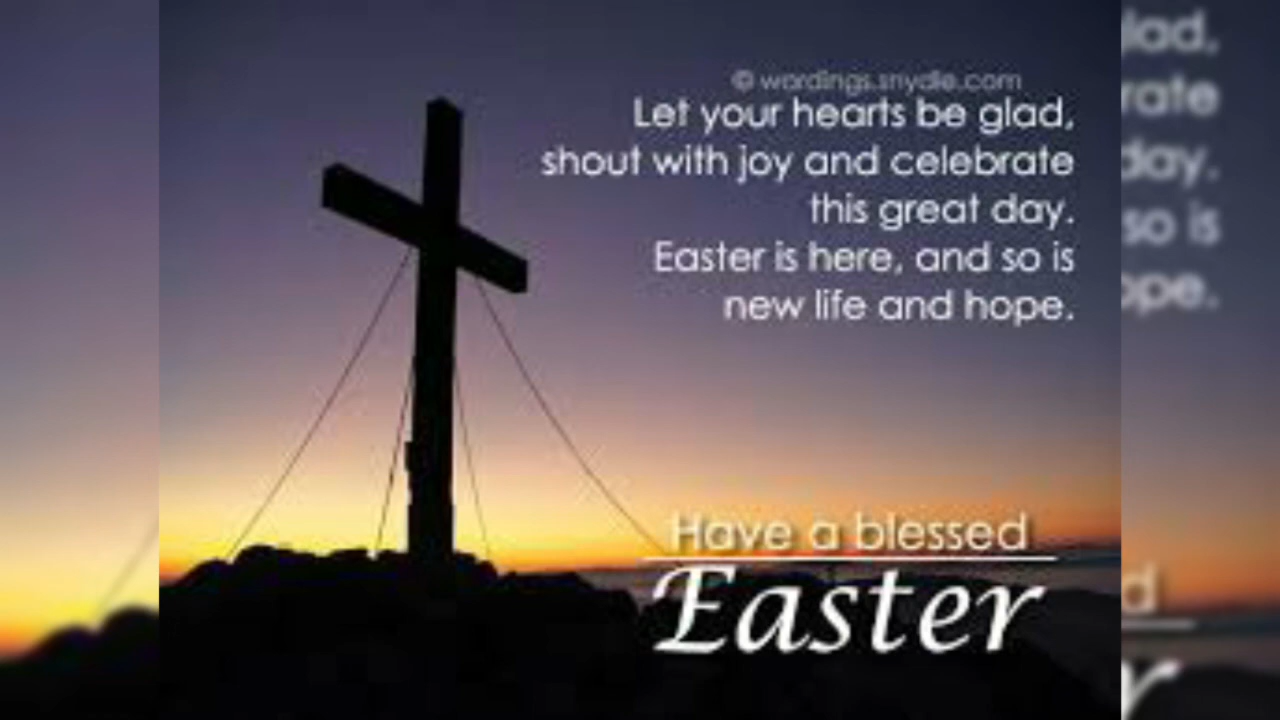 © wordings.snydle.com
Let your hearts be glad,
shout with joy and celebrate
this great day.
Easter is here, and so is
new life and hope.
Have a blessed
Easter